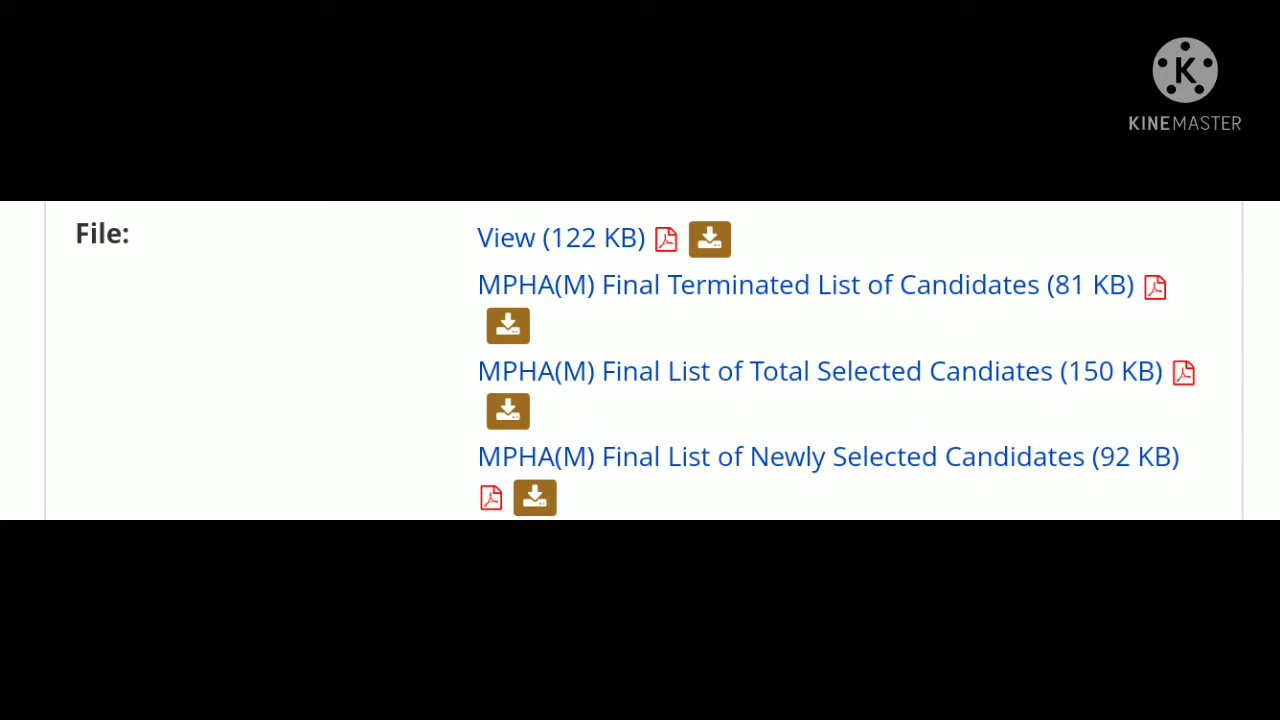 KINEMASTER
File:
View (122 KB)
MPHA(M) Final Terminated List of Candidates (81 KB)
MPHA(M) Final List of Total Selected Candiates (150 KB)
MPHA(M) Final List of Newly Selected Candidates (92 KB)